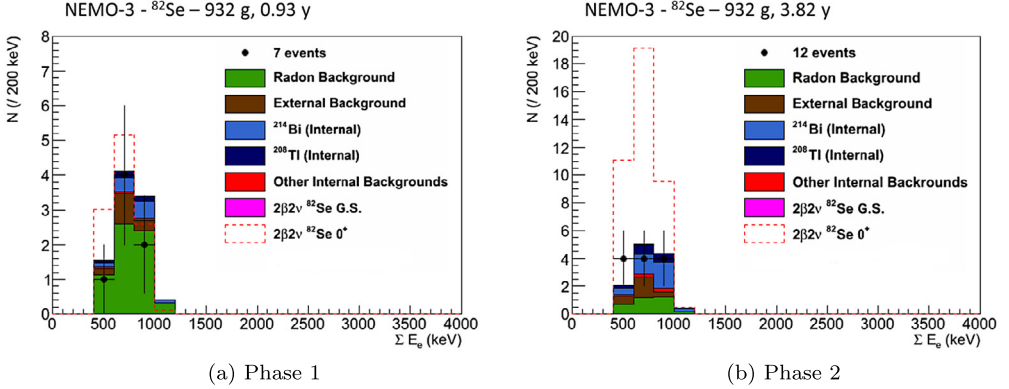 NEMO-3 - ⁸²Se – 932 g, 0.93 y
N(/ 200 keV)
8
7
6
5
4
3
2
1
0
7 events
Radon Background
External Background
²¹⁴Bi (Internal)
²⁰⁸Tl (Internal)
Other Internal Backgrounds
2β2ν ⁸²Se G.S.
2β2ν ⁸²Se 0⁺
0 500 1000 1500 2000 2500 3000 3500 4000
Σ Eₑ (keV)
(a) Phase 1
NEMO-3 - ⁸²Se – 932 g, 3.82 y
N(/ 200 keV)
20
18
16
14
12
10
8
6
4
2
0
12 events
Radon Background
External Background
²¹⁴Bi (Internal)
²⁰⁸Tl (Internal)
Other Internal Backrounds
2β2ν ⁸²Se G.S.
2β2ν ⁸²Se 0⁺
0 500 1000 1500 2000 2500 3000 3500 4000
Σ Eₑ (keV)
(b) Phase 2